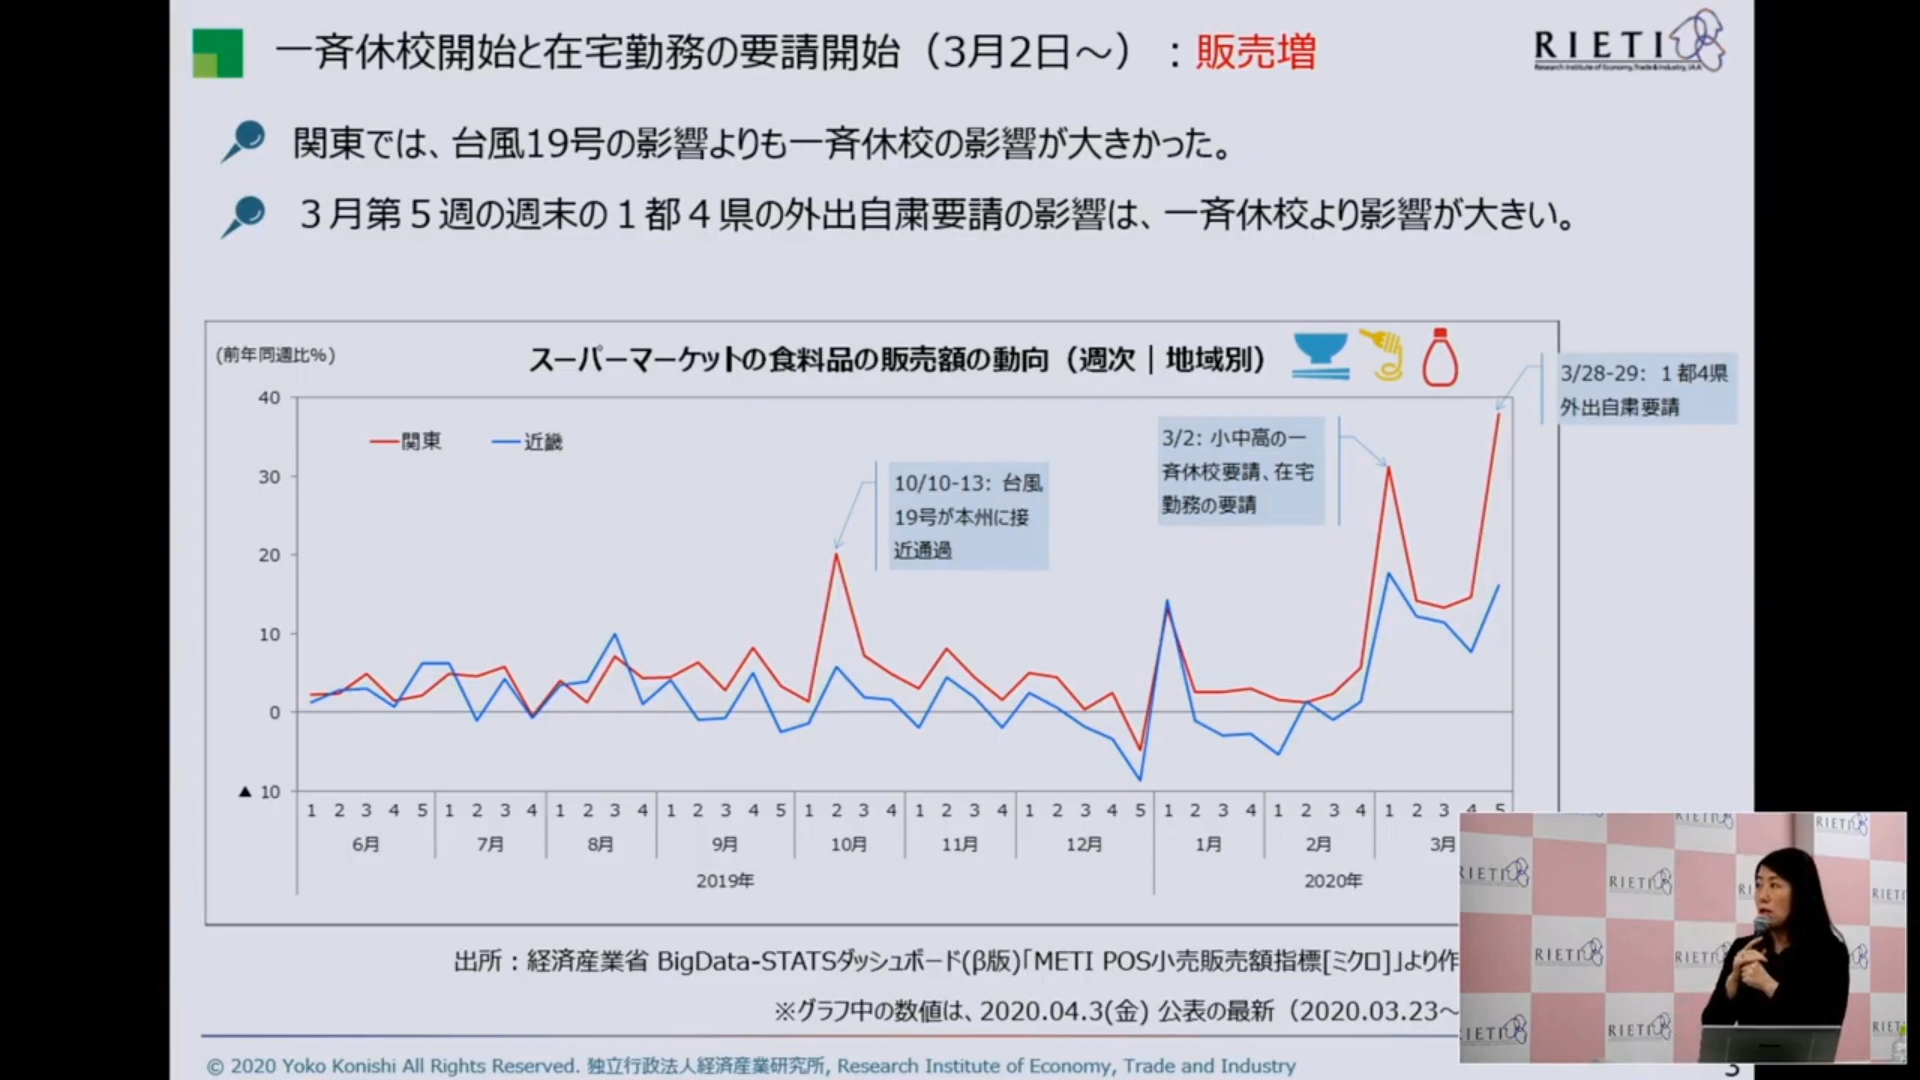 一斉休校開始と在宅勤務の要請開始（3月2日～）：販売増
RIETI
Research Institute of Economy, Trade & Industry, IAA
関東では、台風19号の影響よりも一斉休校の影響が大きかった。
３月第５週の週末の１都４県の外出自粛要請の影響は、一斉休校より影響が大きい。
(前年同週比%)
スーパーマーケットの食料品の販売額の動向（週次｜地域別）
3/28-29: １都4県
外出自粛要請
関東 近畿
3/2: 小中高の一
斉休校要請、在宅
勤務の要請
10/10-13: 台風
19号が本州に接
近通過
40
30
20
10
0
▲ 10
1 2 3 4 5 1 2 3 4 1 2 3 4 1 2 3 4 5 1 2 3 4 1 2 3 4 1 2 3 4 5 1 2 3 4 1 2 3 4 1 2 3 4 5
6月 7月 8月 9月 10月 11月 12月 1月 2月 3月
2019年 2020年
出所：経済産業省 BigData-STATSダッシュボード(β版)「METI POS小売販売額指標[ミクロ]」より作
※グラフ中の数値は、2020.04.3(金) 公表の最新（2020.03.23～
© 2020 Yoko Konishi All Rights Reserved. 独立行政法人経済産業研究所, Research Institute of Economy, Trade and Industry
3
RIETI
RIETI
RIETI
RIETI
RIETI
RIETI
RIETI
RIETI